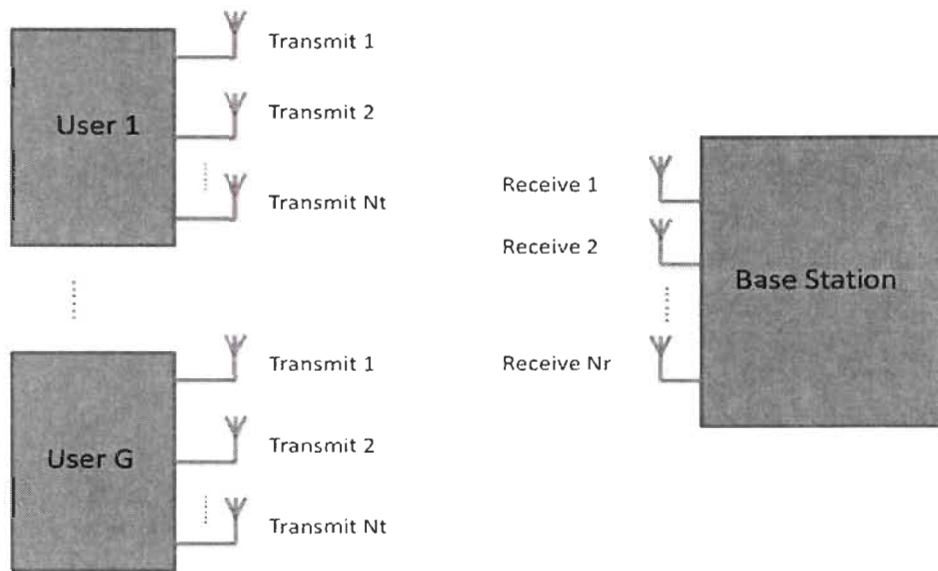 User 1
Transmit 1
Transmit 2
Transmit Nt
User G
Transmit 1
Transmit 2
Transmit Nt
Receive 1
Receive 2
Receive Nr
Base Station